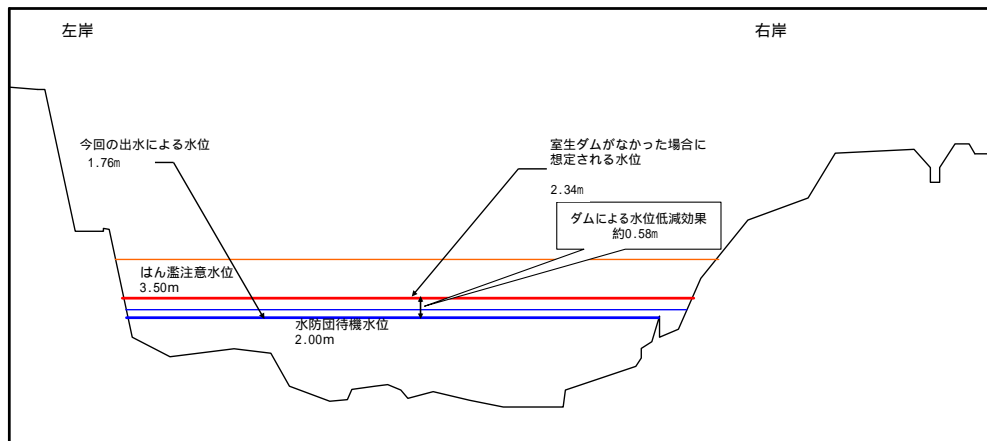 左岸
右岸
今回の出水による水位
1.76m
室生ダムがなかった場合に
想定される水位
2.34m
ダムによる水位低減効果
約0.58m
はん濫注意水位
3.50m
水防団待機水位
2.00m